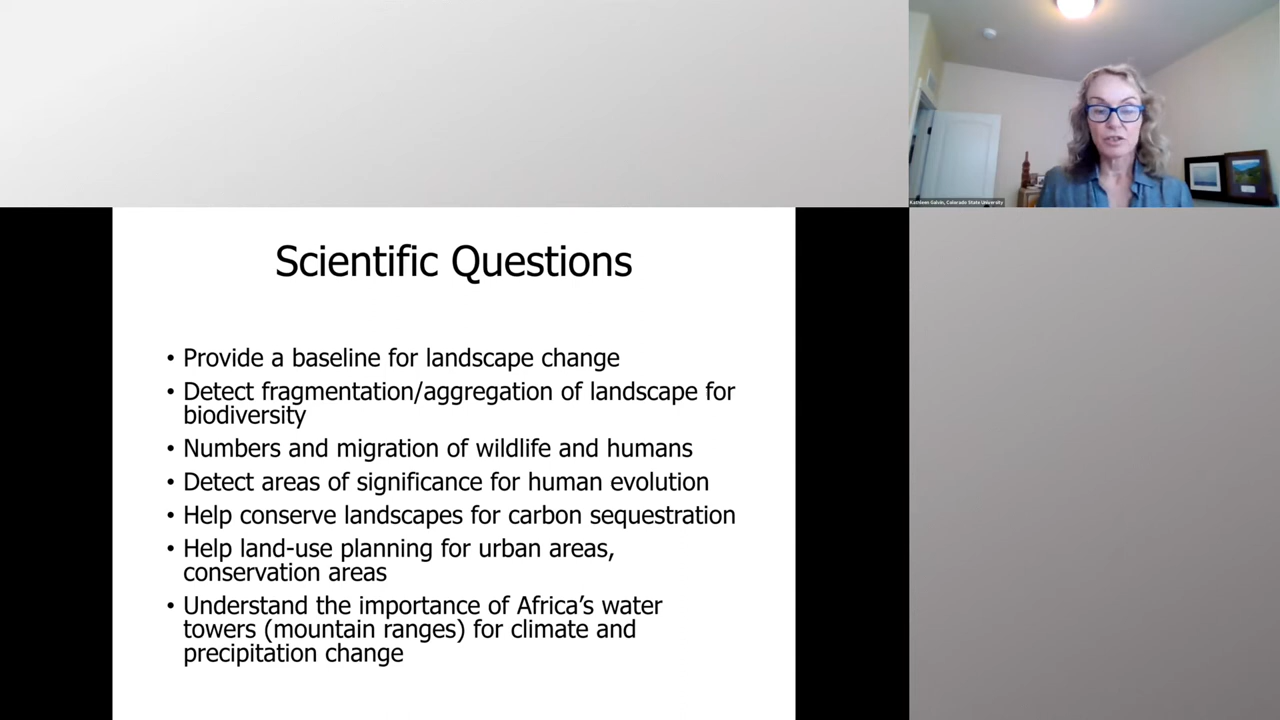 Kathleen Galvin, Colorado State University
Scientific Questions
• Provide a baseline for landscape change
• Detect fragmentation/aggregation of landscape for
biodiversity
• Numbers and migration of wildlife and humans
• Detect areas of significance for human evolution
• Help conserve landscapes for carbon sequestration
• Help land-use planning for urban areas,
conservation areas
• Understand the importance of Africa’s water
towers (mountain ranges) for climate and
precipitation change